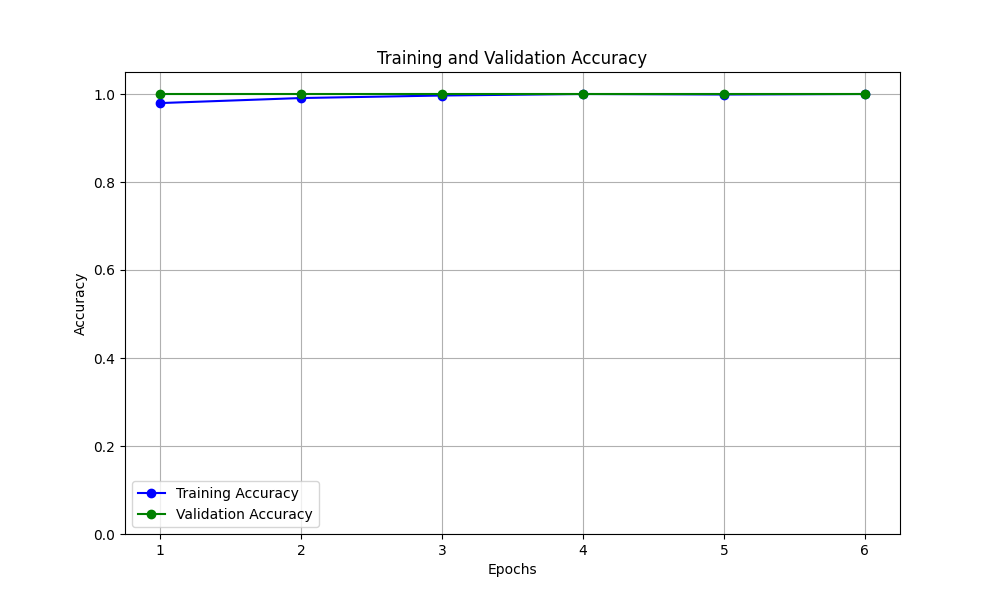 Training and Validation Accuracy
1.0
0.8
0.6
0.4
0.2
0.0
Accuracy
Training Accuracy
Validation Accuracy
1 2 3 4 5 6
Epochs